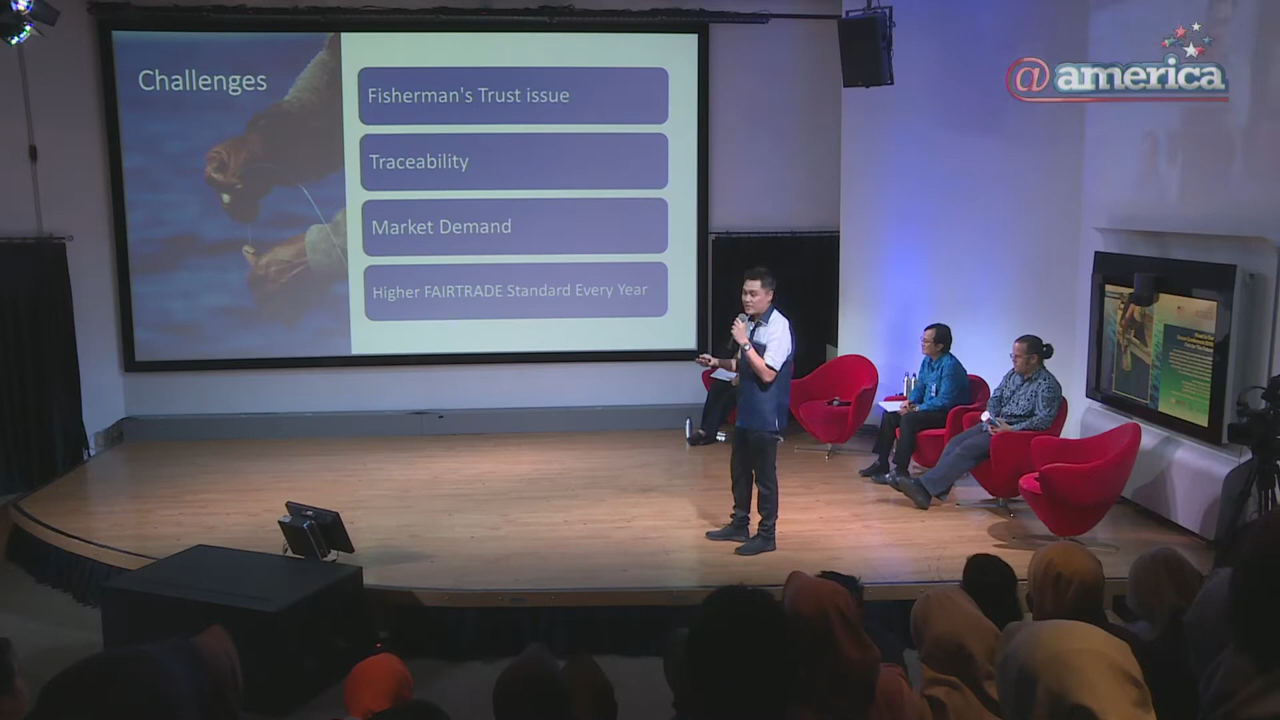 Challenges
Fisherman's Trust issue
Traceability
Market Demand
Higher FAIRTRADE Standard Every Year
@america